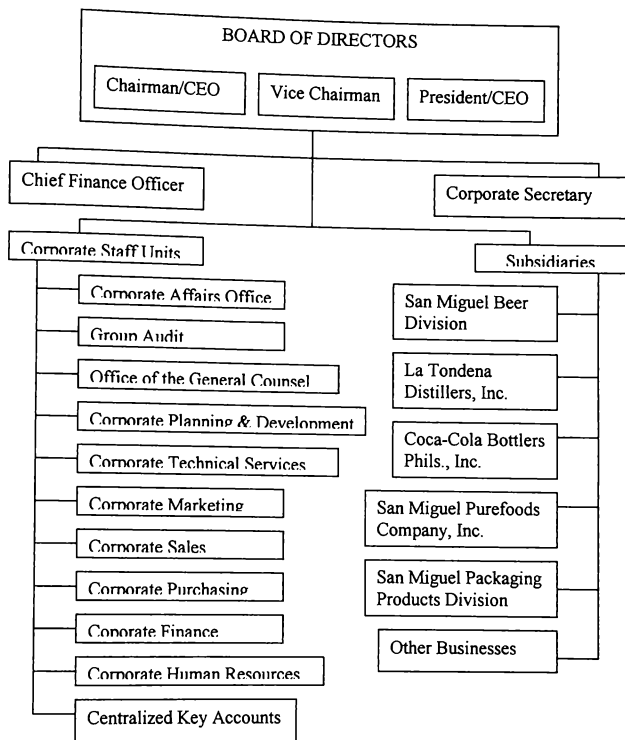 BOARD OF DIRECTORS
Chairman/CEO
Vice Chairman
President/CEO
Chief Finance Officer
Corporate Secretary
Corporate Staff Units
Subsidiaries
Corporate Affairs Office
Group Audit
Office of the General Counsel
Corporate Planning & Development
Corporate Technical Services
Corporate Marketing
Corporate Sales
Corporate Purchasing
Coporate Finance
Corporate Human Resources
Centralized Key Accounts
San Miguel Beer
Division
La Tondena
Distillers, Inc.
Coca-Cola Bottlers
Phils., Inc.
San Miguel Purefoods
Company, Inc.
San Miguel Packaging
Products Division
Other Businesses